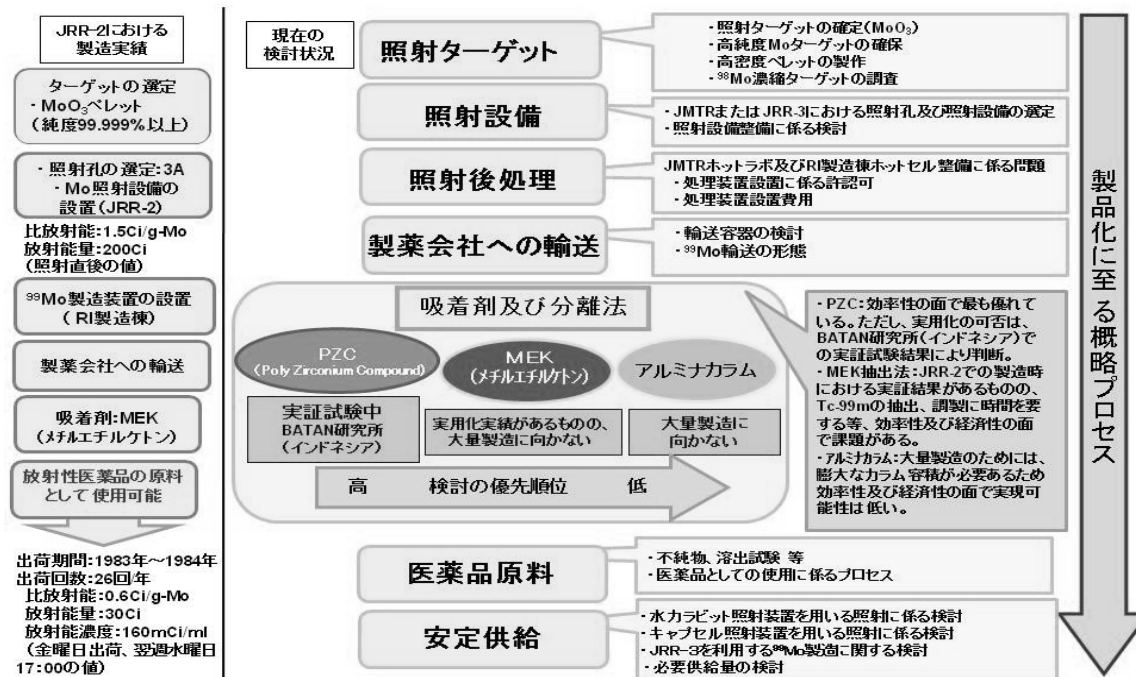 JRR-2における
製造実績
ターゲットの選定
・MoO₃ペレット
(純度99.999%以上)
・照射孔の選定:3A
・Mo照射設備の
設置(JRR-2)
比放射能:1.5Ci/g-Mo
放射能量:200Ci
(照射直後の値)
⁹⁹Mo製造装置の設置
(RI製造棟)
製薬会社への輸送
吸着剤:MEK
(メチルエチルケトン)
放射性医薬品の原料
として使用可能
出荷期間:1983年～1984年
出荷回数:26回/年
比放射能:0.6Ci/g-Mo
放射能量:30Ci
放射能濃度:160mCi/ml
(金曜日出荷、翌週水曜日
17:00の値)
現在の
検討状況
照射ターゲット
・照射ターゲットの確定(MoO₃)
・高純度Moターゲットの確保
・高密度ペレットの製作
・⁹⁸Mo濃縮ターゲットの調査
照射設備
・JMTRまたはJRR-3における照射孔及び照射設備の選定
・照射設備整備に係る検討
照射後処理
JMTRホットラボ及びRI製造棟ホットセル整備に係る問題
・処理装置設置に係る許認可
・処理装置設置費用
製薬会社への輸送
・輸送容器の検討
・⁹⁹Mo輸送の形態
吸着剤及び分離法
PZC
(Poly Zirconium Compound)
MEK
(メチルエチルケトン)
アルミナカラム
実証試験中
BATAN研究所
(インドネシア)
実用化実績があるものの、
大量製造に向かない
大量製造に
向かない
高 検討の優先順位 低
・PZC:効率性の面で最も優れて
いる。ただし、実用化の可否は、
BATAN研究所(インドネシア)で
の実証試験結果により判断。
・MEK抽出法:JRR-2での製造時
における実証結果があるものの、
Tc-99mの抽出、調製に時間を要
する等、効率性及び経済性の面
で課題がある。
・アルミナカラム:大量製造のためには、
膨大なカラム容積が必要あるため
効率性及び経済性の面で実現可
能性は低い。
医薬品原料
・不純物、溶出試験 等
・医薬品としての使用に係るプロセス
安定供給
・水力ラビット照射装置を用いる照射に係る検討
・キャプセル照射装置を用いる照射に係る検討
・JRR-3を利用する⁹⁹Mo製造に関する検討
・必要供給量の検討
製品化に至る概略プロセス